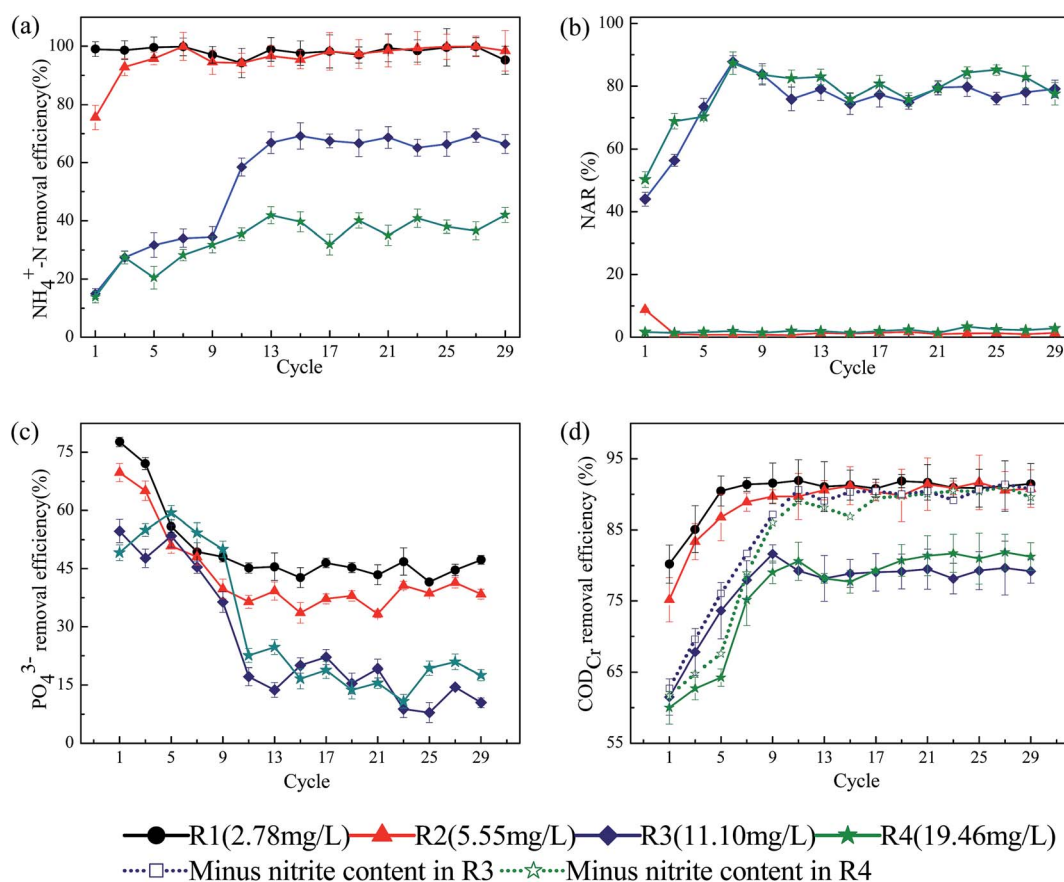 (a)
100
80
60
40
20
0
NH₄⁺-N removal efficiency(%)
1 5 9 13 17 21 25 29
Cycle
(b)
100
80
60
40
20
0
NAR (%)
1 5 9 13 17 21 25 29
Cycle
(c)
75
60
45
30
15
0
PO₄³⁻ removal efficiency(%)
1 5 9 13 17 21 25 29
Cycle
(d)
95
85
75
65
55
COD_Cr removal efficiency (%)
1 5 9 13 17 21 25 29
Cycle
R1(2.78mg/L) R2(5.55mg/L) R3(11.10mg/L) R4(19.46mg/L)
Minus nitrite content in R3 Minus nitrite content in R4